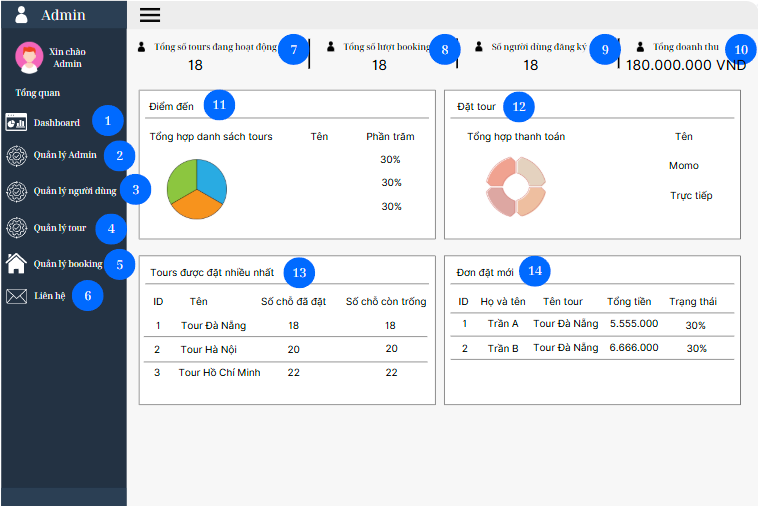 Admin
Xin chào
Admin
Tổng quan
Dashboard 1
Quản lý Admin 2
Quản lý người dùng 3
Quản lý tour 4
Quản lý booking 5
Liên hệ 6
Tổng số tours đang hoạt động 7
18
Tổng số lượt booking 8
18
Số người dùng đăng ký 9
18
Tổng doanh thu 10
180.000.000 VND
Điểm đến 11
Tổng hợp danh sách tours Tên Phần trăm
30%
30%
30%
Đặt tour 12
Tổng hợp thanh toán Tên
Momo
Trực tiếp
Tours được đặt nhiều nhất 13
ID Tên Số chỗ đã đặt Số chỗ còn trống
1 Tour Đà Nẵng 18 18
2 Tour Hà Nội 20 20
3 Tour Hồ Chí Minh 22 22
Đơn đặt mới 14
ID Họ và tên Tên tour Tổng tiền Trạng thái
1 Trần A Tour Đà Nẵng 5.555.000 30%
2 Trần B Tour Đà Nẵng 6.666.000 30%